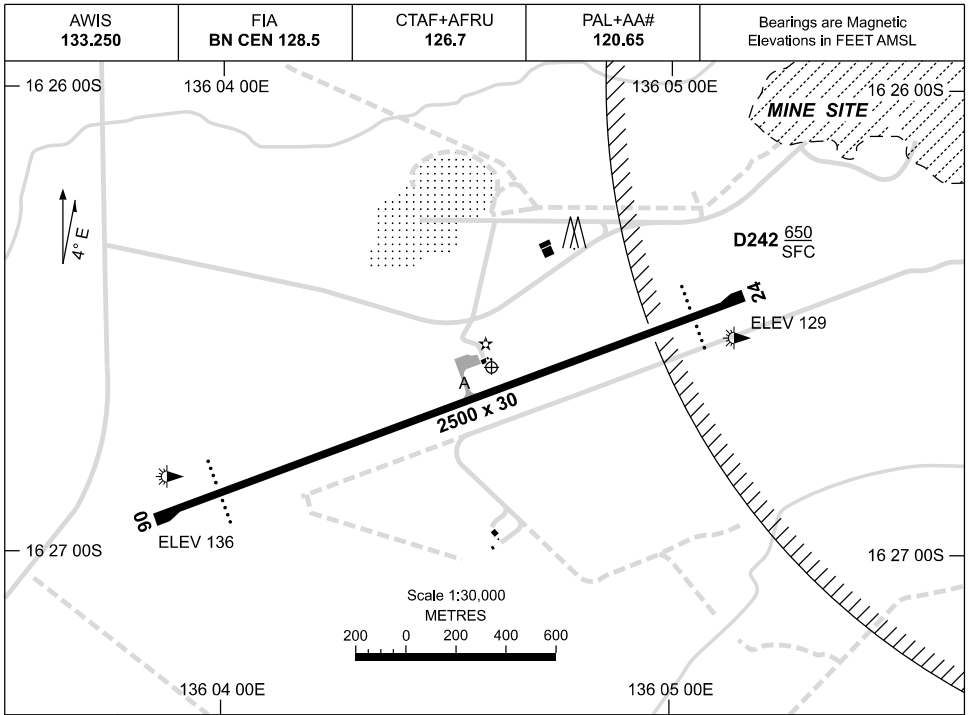 AWIS
133.250
FIA
BN CEN 128.5
CTAF+AFRU
126.7
PAL+AA#
120.65
Bearings are Magnetic
Elevations in FEET AMSL
16 26 00S
136 04 00E
136 05 00E
16 26 00S
MINE SITE
4° E
D242 650
SFC
24
ELEV 129
A
2500 x 30
06
ELEV 136
16 27 00S
16 27 00S
Scale 1:30,000
METRES
200 0 200 400 600
136 04 00E
136 05 00E